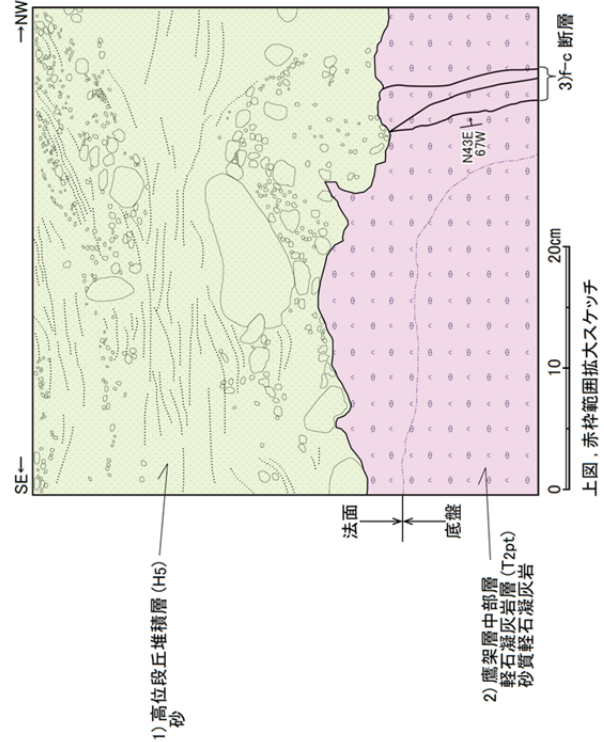 SE←
→NW
1) 高位段丘堆積層 (H5)
砂
法面
底盤
2) 鷹架層中部層
軽石凝灰岩層 (T2pt)
砂質軽石凝灰岩
N43E
67W
3) f-c 断層
0 10 20cm
上図,赤枠範囲拡大スケッチ